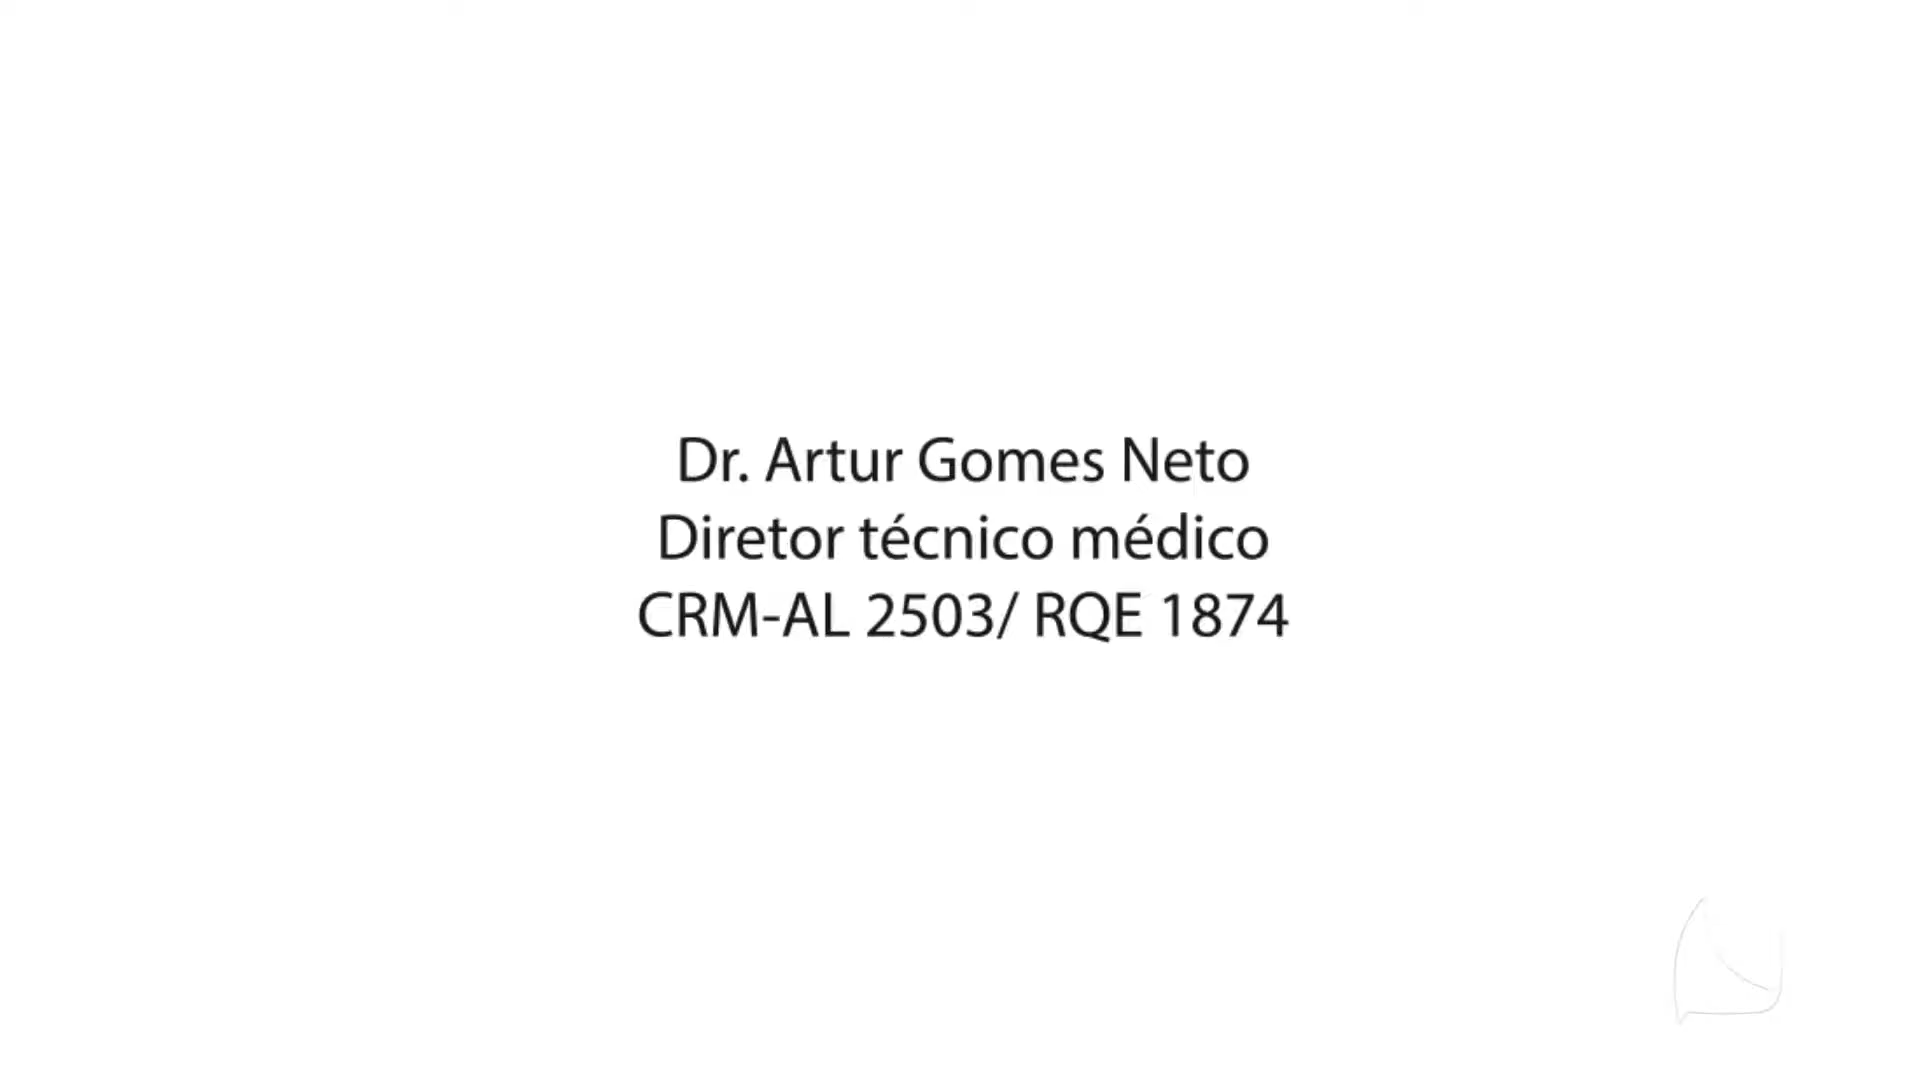 Dr. Artur Gomes Neto
Diretor técnico médico
CRM-AL 2503/ RQE 1874